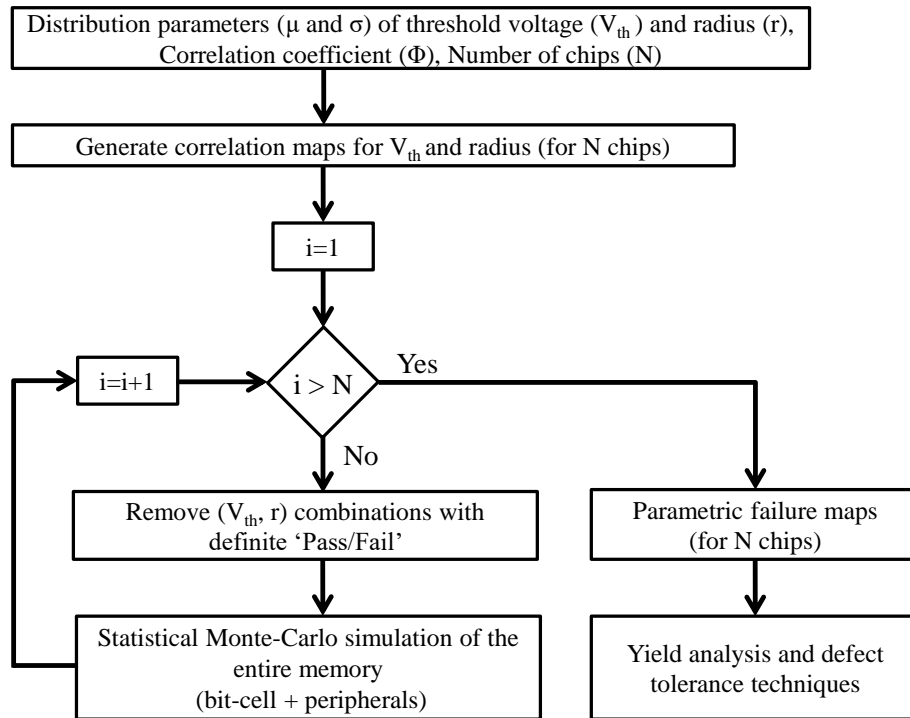 Distribution parameters (μ and σ) of threshold voltage (Vth ) and radius (r),
Correlation coefficient (Φ), Number of chips (N)
Generate correlation maps for Vth and radius (for N chips)
i=1
i=i+1
i > N
Yes
No
Remove (Vth, r) combinations with
definite ‘Pass/Fail’
Parametric failure maps
(for N chips)
Statistical Monte-Carlo simulation of the
entire memory
(bit-cell + peripherals)
Yield analysis and defect
tolerance techniques